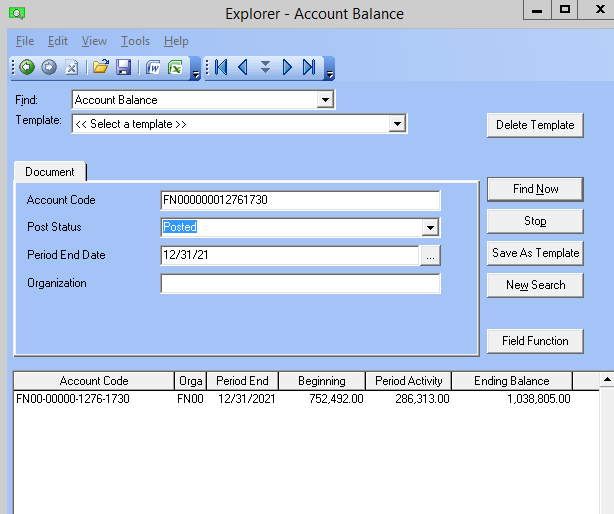 Explorer - Account Balance
File Edit View Tools Help
Find: Account Balance
Template: << Select a template >>
Delete Template
Document
Account Code FN000000012761730
Find Now
Post Status Posted
Stop
Period End Date 12/31/21 ...
Save As Template
Organization
New Search
Field Function
Account Code Orga Period End Beginning Period Activity Ending Balance
FN00-00000-1276-1730 FN00 12/31/2021 752,492.00 286,313.00 1,038,805.00